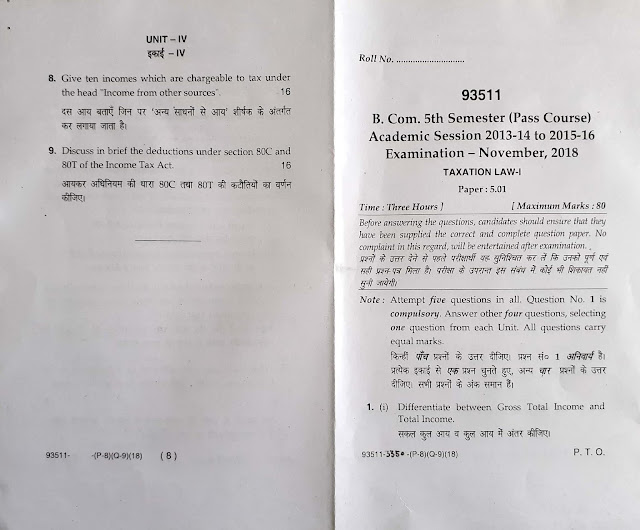 UNIT – IV
इकाई – IV
8. Give ten incomes which are chargeable to tax under
the head "Income from other sources". 16
दस आय बताएँ जिन पर 'अन्य साधनों से आय' शीर्षक के अंतर्गत
कर लगाया जाता है।
9. Discuss in brief the deductions under section 80C and
80T of the Income Tax Act. 16
आयकर अधिनियम की धारा 80C तथा 80T की कटौतियों का वर्णन
कीजिए।
93511- -(P-8)(Q-9)(18) (8)
Roll No. ............................
93511
B. Com. 5th Semester (Pass Course)
Academic Session 2013-14 to 2015-16
Examination – November, 2018
TAXATION LAW-I
Paper : 5.01
Time : Three Hours ] [ Maximum Marks : 80
Before answering the questions, candidates should ensure that they
have been supplied the correct and complete question paper. No
complaint in this regard, will be entertained after examination.
प्रश्नों के उत्तर देने से पहले परीक्षार्थी यह सुनिश्चित कर लें कि उनको पूर्ण एवं
सही प्रश्न-पत्र मिला है। परीक्षा के उपरान्त इस संबंध में कोई भी शिकायत नहीं
सुनी जायेगी।
Note : Attempt five questions in all. Question No. 1 is
compulsory. Answer other four questions, selecting
one question from each Unit. All questions carry
equal marks.
किन्हीं पाँच प्रश्नों के उत्तर दीजिए। प्रश्न सं० 1 अनिवार्य है।
प्रत्येक इकाई से एक प्रश्न चुनते हुए, अन्य चार प्रश्नों के उत्तर
दीजिए। सभी प्रश्नों के अंक समान हैं।
1. (i) Differentiate between Gross Total Income and
Total Income.
सकल कुल आय व कुल आय में अंतर कीजिए।
93511- -(P-8)(Q-9)(18) P. T. O.